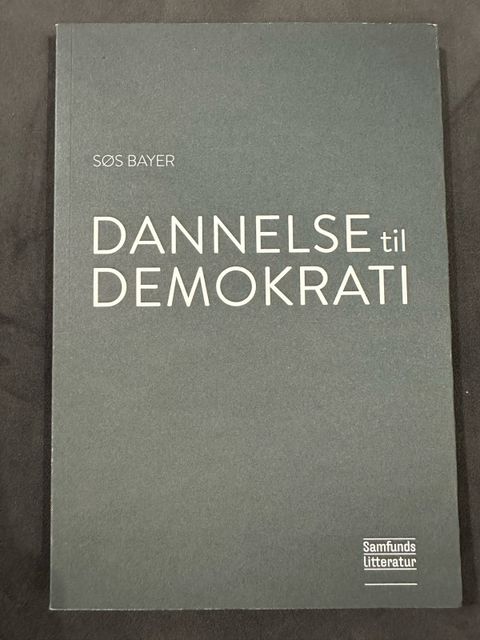 SØS BAYER
DANNELSE til
DEMOKRATI
Samfunds
litteratur